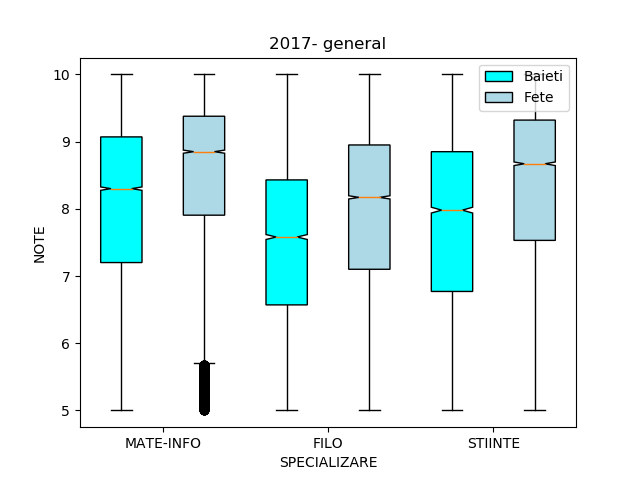 2017- general
Baieti
Fete
10
9
8
7
6
5
NOTE
MATE-INFO
FILO
STIINTE
SPECIALIZARE